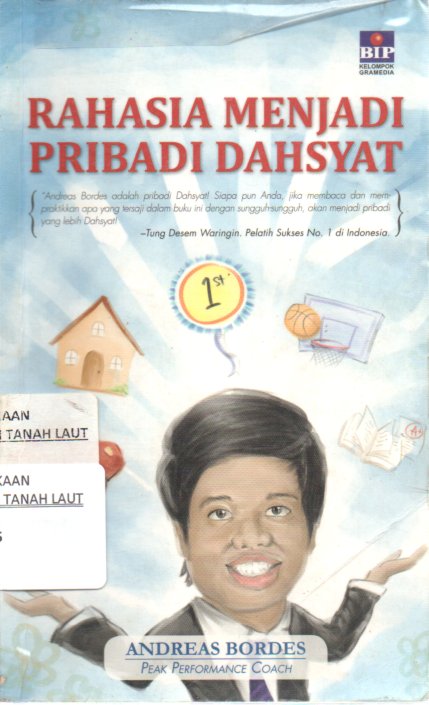 BIP
KELOMPOK
GRAMEDIA
RAHASIA MENJADI
PRIBADI DAHSYAT
"Andreas Bordes adalah pribadi Dahsyat! Siapa pun Anda, jika membaca dan mem-
praktikkan apa yang tersaji dalam buku ini dengan sungguh-sungguh, akan menjadi pribadi
yang lebih Dahsyat!
–Tung Desem Waringin. Pelatih Sukses No. 1 di Indonesia.
1st
A+
AAN
TANAH LAUT
KAAN
TANAH LAUT
S
ANDREAS BORDES
PEAK PERFORMANCE COACH